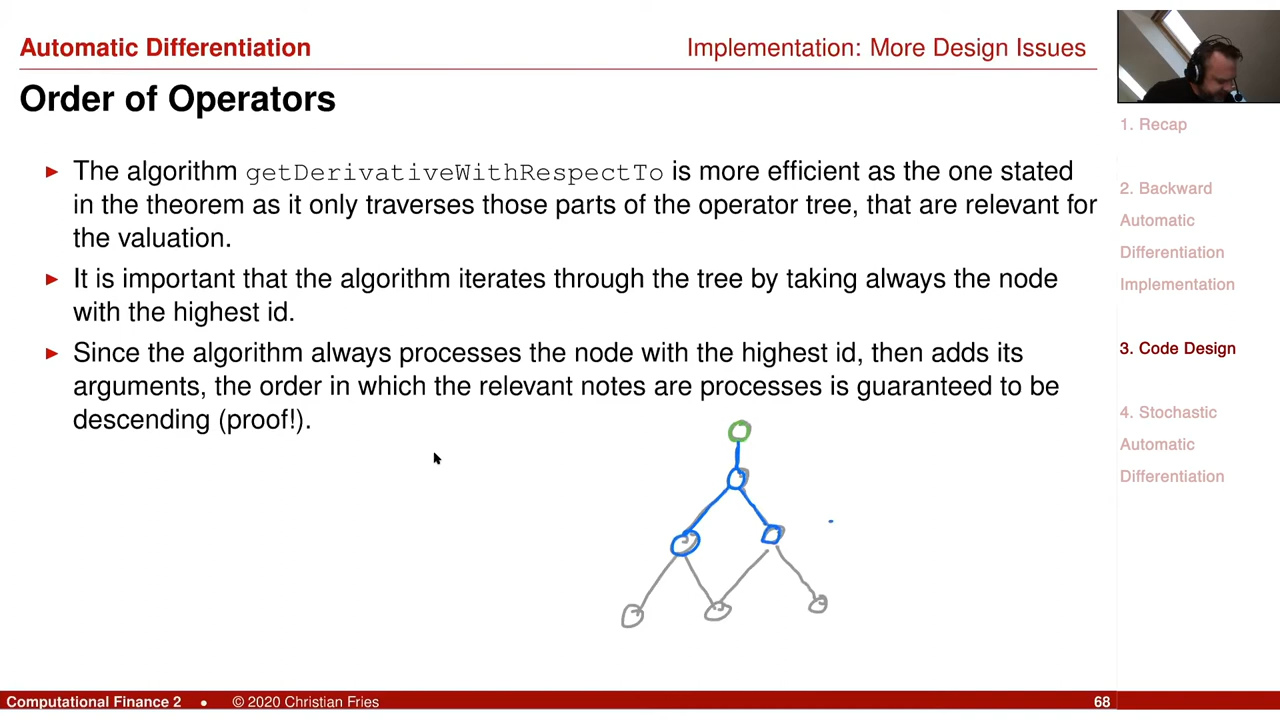 Automatic Differentiation
Implementation: More Design Issues
Order of Operators
The algorithm getDerivativeWithRespectTo is more efficient as the one stated
in the theorem as it only traverses those parts of the operator tree, that are relevant for
the valuation.
It is important that the algorithm iterates through the tree by taking always the node
with the highest id.
Since the algorithm always processes the node with the highest id, then adds its
arguments, the order in which the relevant notes are processes is guaranteed to be
descending (proof!).
1. Recap
2. Backward
Automatic
Differentiation
Implementation
3. Code Design
4. Stochastic
Automatic
Differentiation
Computational Finance 2 • © 2020 Christian Fries
68